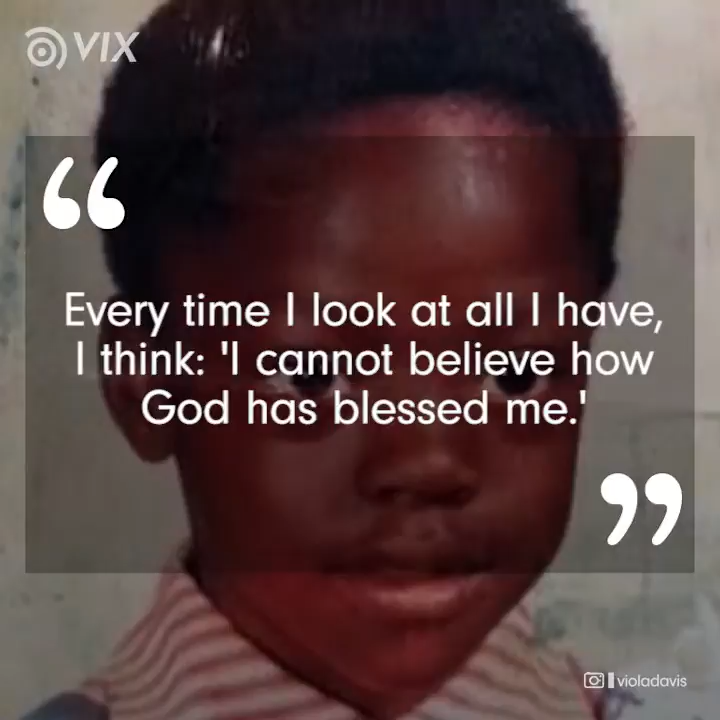 VIX
“
Every time I look at all I have,
I think: 'I cannot believe how
God has blessed me.'
”
violadavis